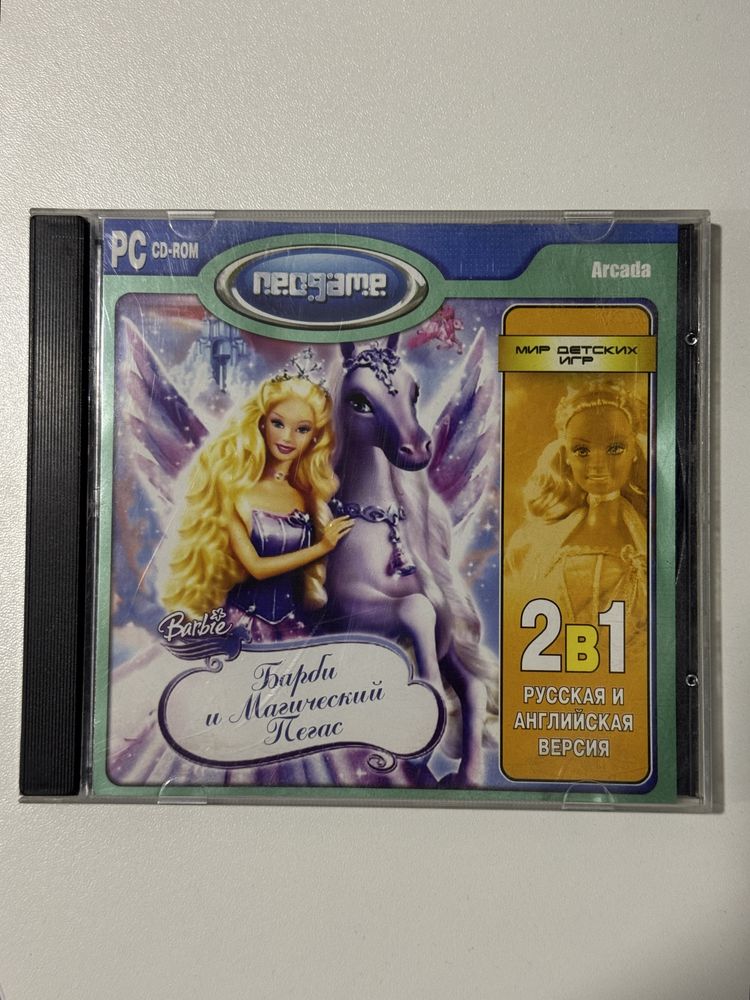 PC CD-ROM
neogame
Arcada
МИР ДЕТСКИХ
ИГР
Barbie
Барби
и Магический
Пегас
2в1
РУССКАЯ И
АНГЛИЙСКАЯ
ВЕРСИЯ